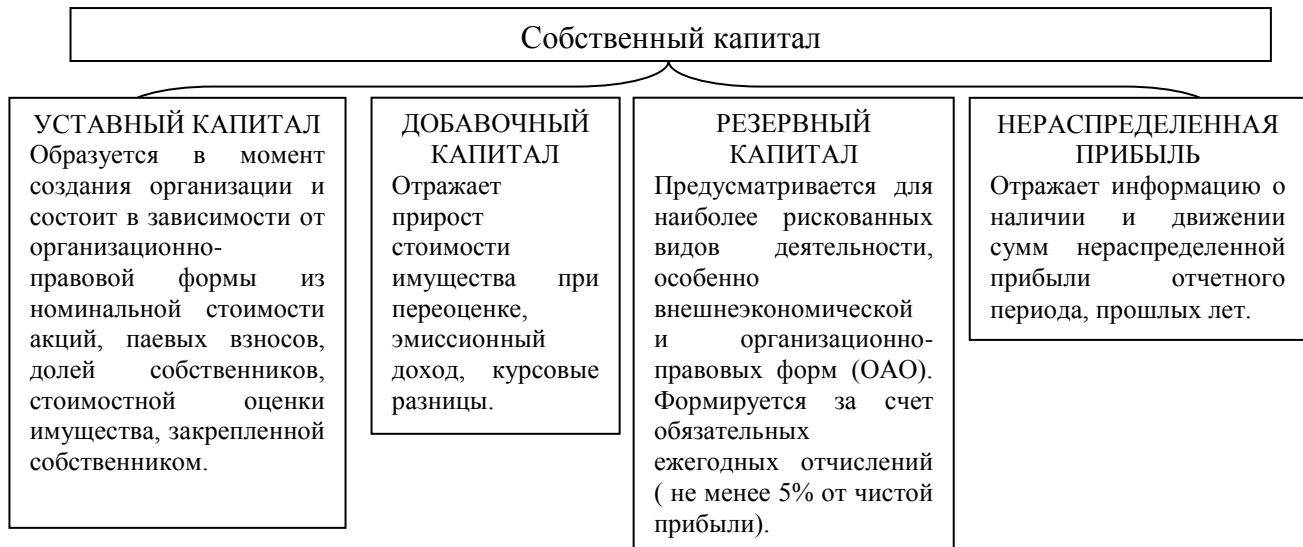 Собственный капитал
УСТАВНЫЙ КАПИТАЛ
Образуется в момент
создания организации и
состоит в зависимости от
организационно-
правовой формы из
номинальной стоимости
акций, паевых взносов,
долей собственников,
стоимостной оценки
имущества, закрепленной
собственником.
ДОБАВОЧНЫЙ
КАПИТАЛ
Отражает
прирост
стоимости
имущества при
переоценке,
эмиссионный
доход, курсовые
разницы.
РЕЗЕРВНЫЙ
КАПИТАЛ
Предусматривается для
наиболее рискованных
видов деятельности,
особенно
внешнеэкономической
и организационно-
правовых форм (ОАО).
Формируется за счет
обязательных
ежегодных отчислений
( не менее 5% от чистой
прибыли).
НЕРАСПРЕДЕЛЕННАЯ
ПРИБЫЛЬ
Отражает информацию о
наличии и движении
сумм нераспределенной
прибыли отчетного
периода, прошлых лет.